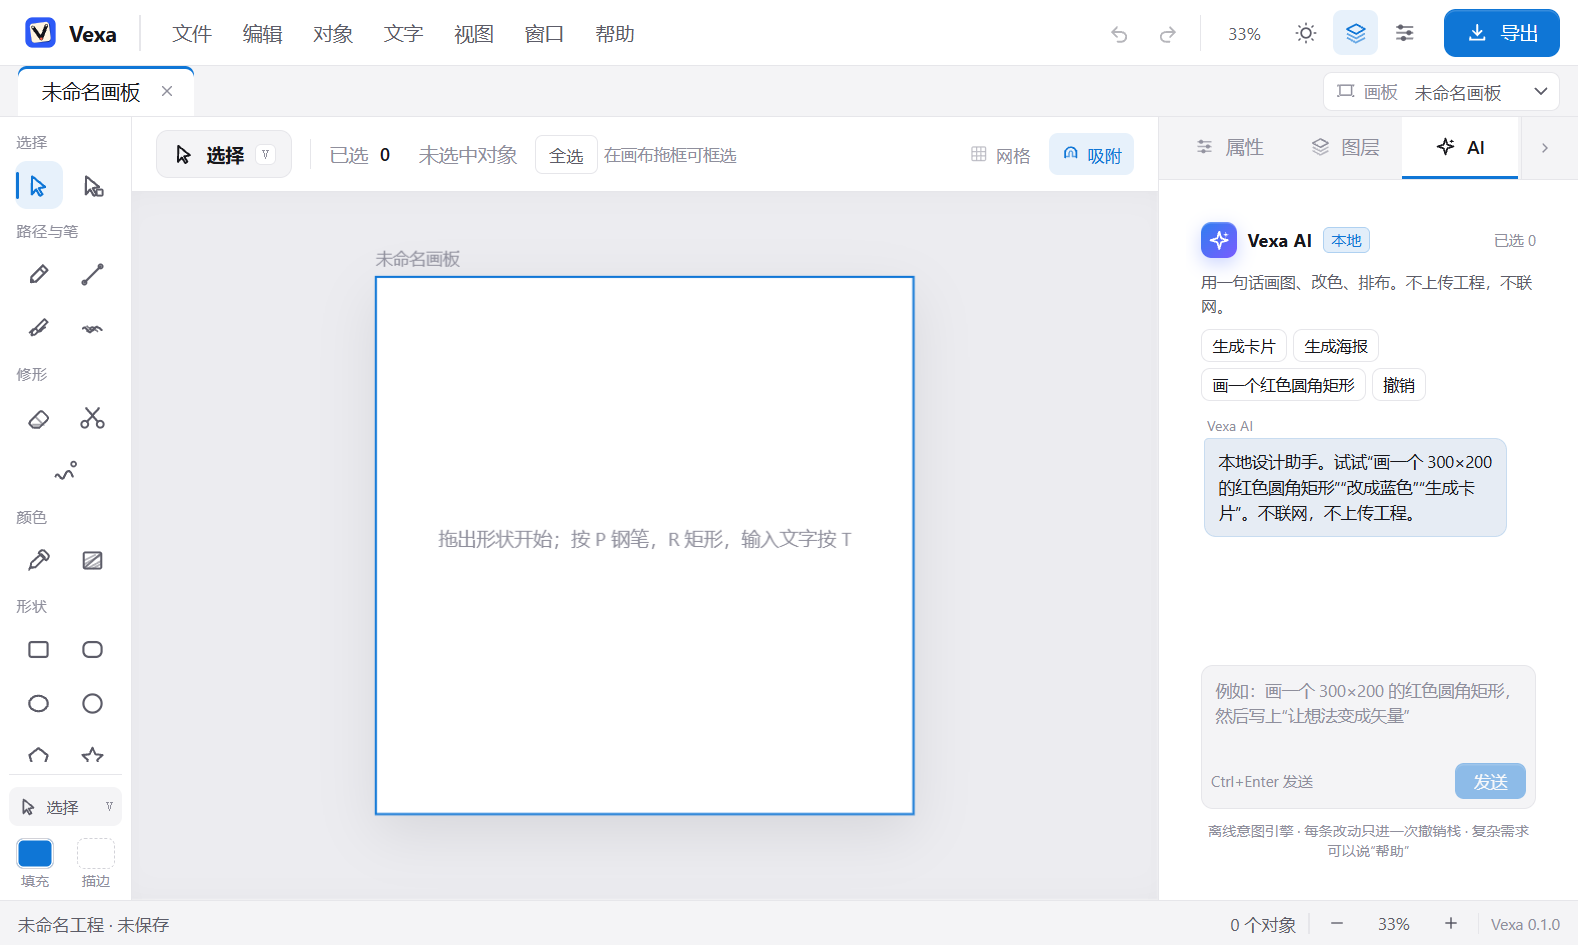 Vexa 文件 编辑 对象 文字 视图 窗口 帮助 33% 导出
未命名画板 × 画板 未命名画板
选择
选择 V 已选 0 未选中对象 全选 在画布拖框可框选 网格 吸附
属性 图层 AI
路径与笔
修形
颜色
形状
选择 V
填充 描边
未命名画板
拖出形状开始；按 P 钢笔，R 矩形，输入文字按 T
Vexa AI 本地 已选 0
用一句话画图、改色、排布。不上传工程，不联
网。
生成卡片 生成海报
画一个红色圆角矩形 撤销
Vexa AI
本地设计助手。试试“画一个 300×200
的红色圆角矩形”“改成蓝色”“生成卡
片”。不联网，不上传工程。
例如：画一个 300×200 的红色圆角矩形，
然后写上“让想法变成矢量”
Ctrl+Enter 发送 发送
离线意图引擎 · 每条改动只进一次撤销栈 · 复杂需求
可以说“帮助”
未命名工程 · 未保存 0 个对象 − 33% + Vexa 0.1.0